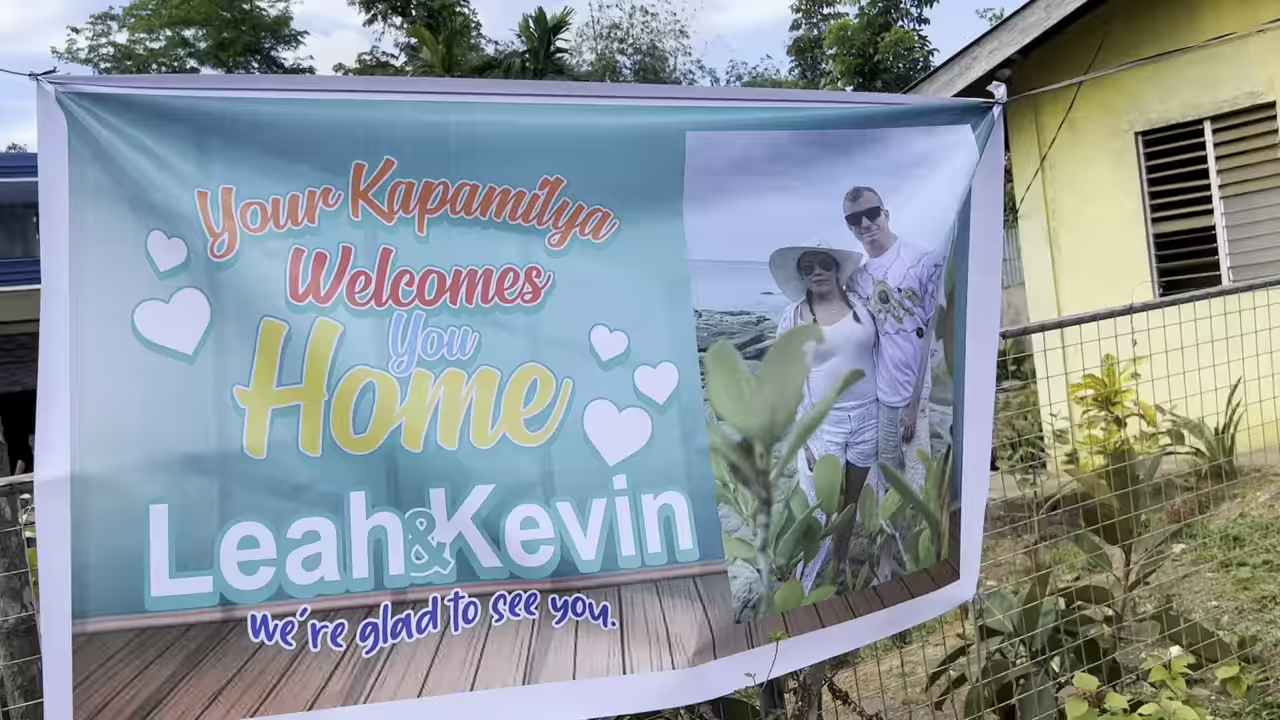 Your Kapamilya
Welcomes
You
Home
Leah & Kevin
we're glad to see you.